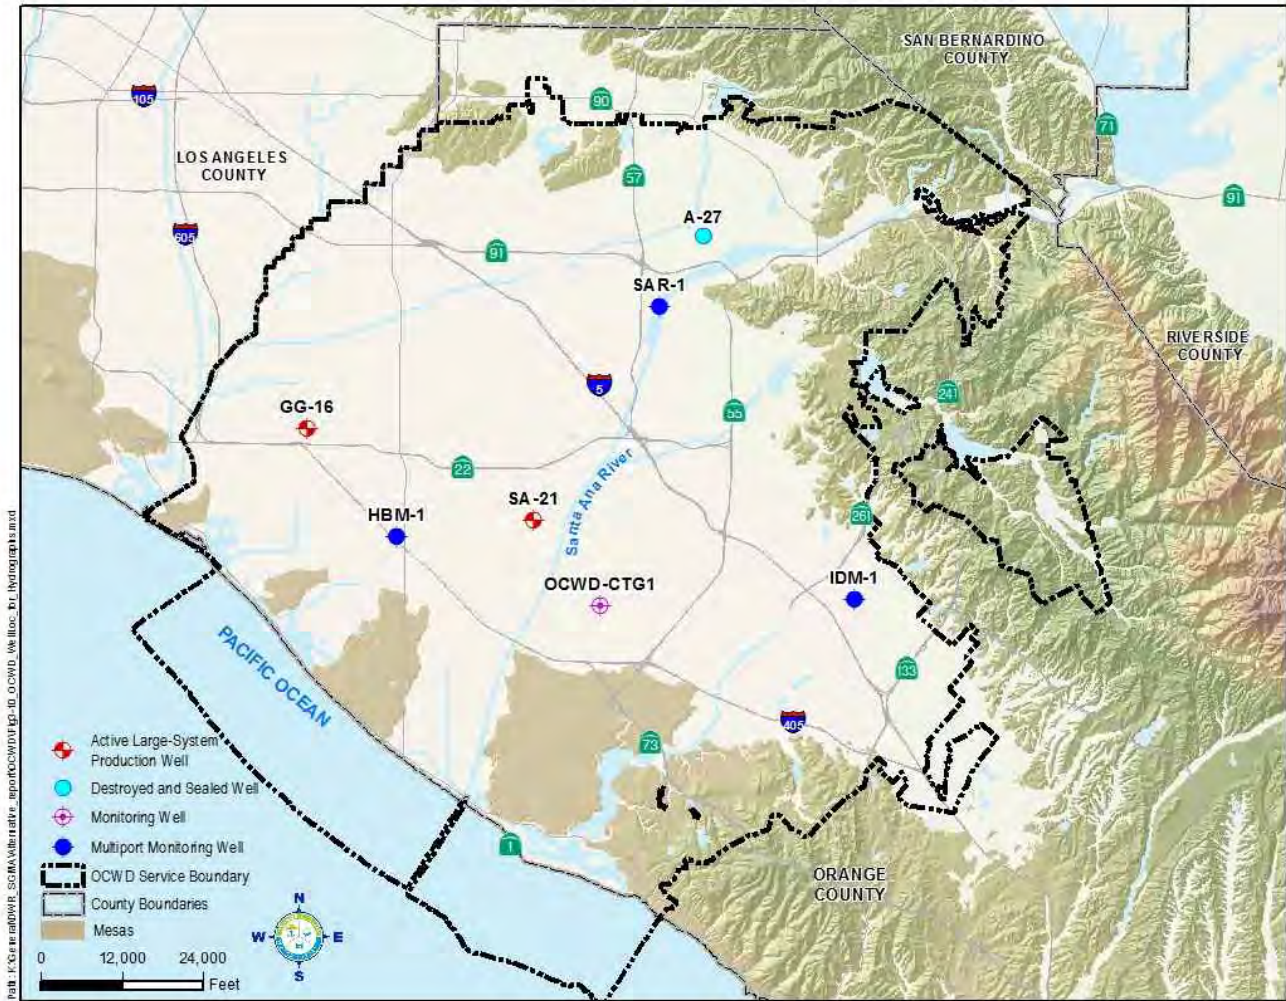 SAN BERNARDINO
COUNTY
105
90
71
LOS ANGELES
COUNTY
57
91
A-27
605
91
SAR-1
RIVERSIDE
COUNTY
5
241
GG-16
55
22
Santa Ana River
SA-21
HBM-1
261
OCWD-CTG1
IDM-1
PACIFIC OCEAN
133
405
73
1
ORANGE
COUNTY
Active Large-System
Production Well
Destroyed and Sealed Well
Monitoring Well
Multiport Monitoring Well
OCWD Service Boundary
County Boundaries
Mesas
N
W
E
S
0 12,000 24,000
Feet